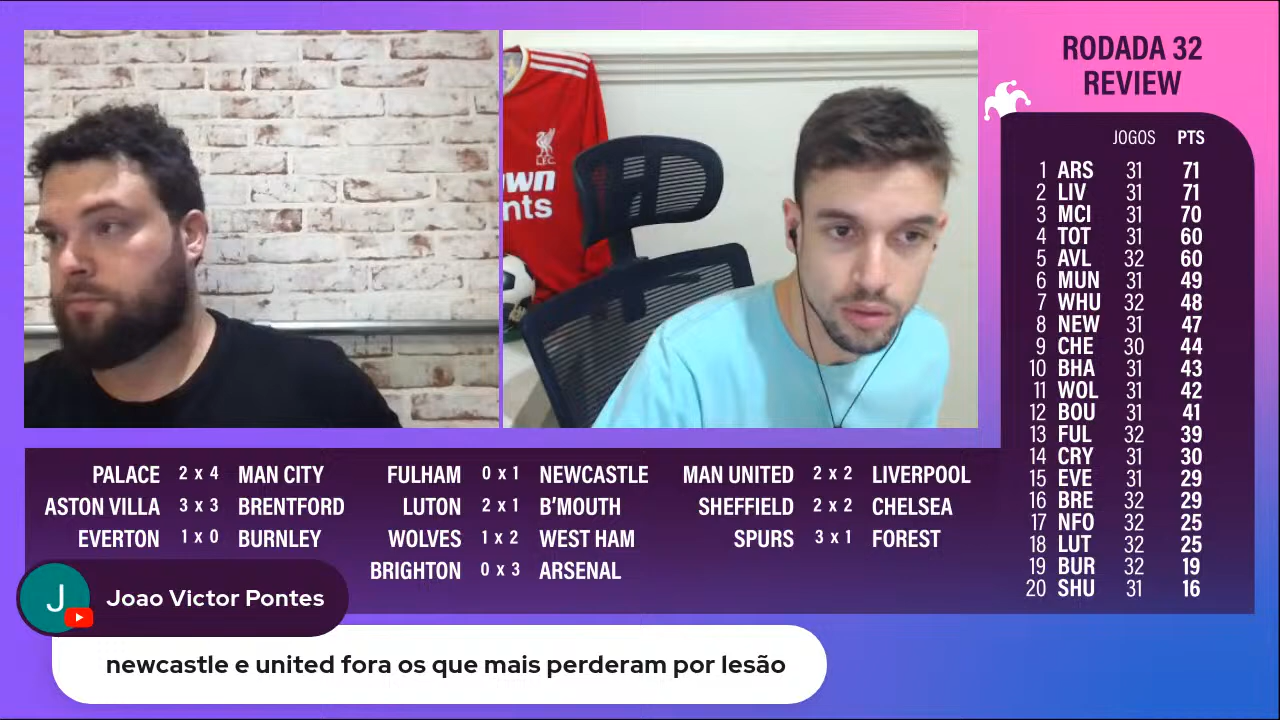 RODADA 32
REVIEW
JOGOS PTS
1 ARS 31 71
2 LIV 31 71
3 MCI 31 70
4 TOT 31 60
5 AVL 32 60
6 MUN 31 49
7 WHU 32 48
8 NEW 31 47
9 CHE 30 44
10 BHA 31 43
11 WOL 31 42
12 BOU 31 41
13 FUL 32 39
14 CRY 31 30
15 EVE 31 29
16 BRE 32 29
17 NFO 32 25
18 LUT 32 25
19 BUR 32 19
20 SHU 31 16
L.F.C.
wn
nts
PALACE 2 x 4 MAN CITY
ASTON VILLA 3 x 3 BRENTFORD
EVERTON 1 x 0 BURNLEY
FULHAM 0 x 1 NEWCASTLE
LUTON 2 x 1 B'MOUTH
WOLVES 1 x 2 WEST HAM
BRIGHTON 0 x 3 ARSENAL
MAN UNITED 2 x 2 LIVERPOOL
SHEFFIELD 2 x 2 CHELSEA
SPURS 3 x 1 FOREST
J
Joao Victor Pontes
newcastle e united fora os que mais perderam por lesão